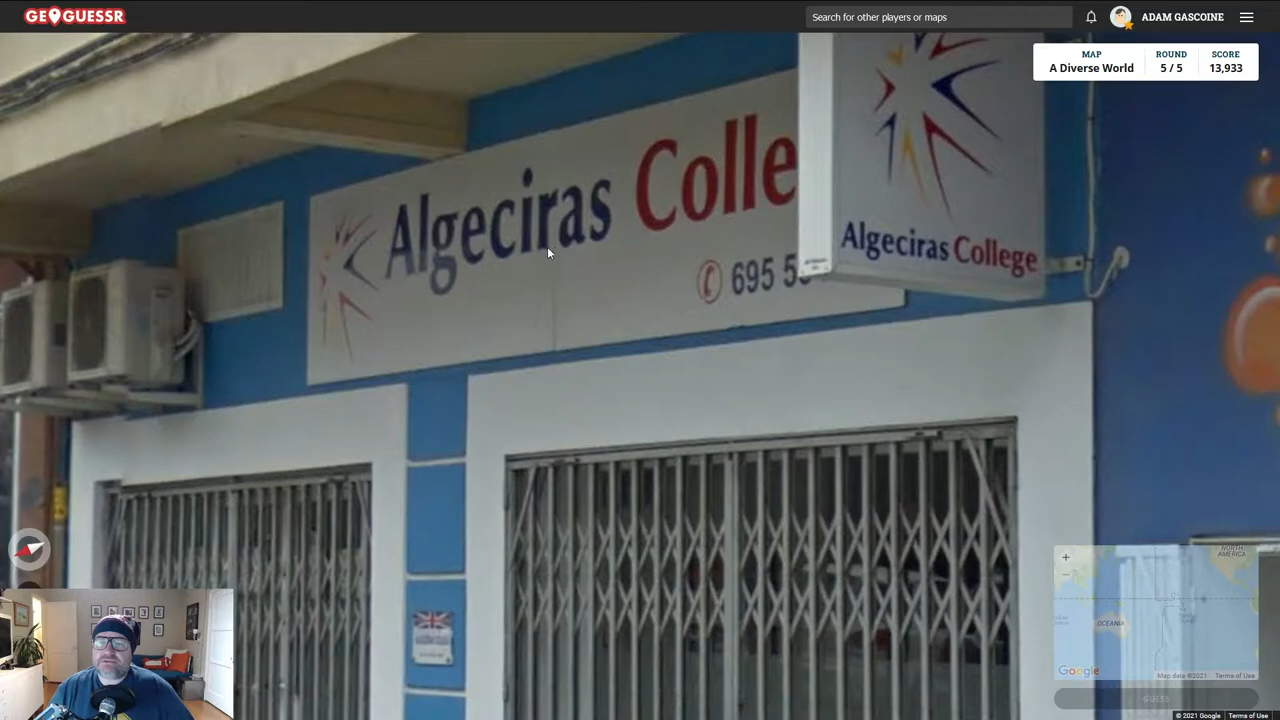 GEOGUESSR
Search for other players or maps
ADAM GASCOINE
MAP
A Diverse World
ROUND
5 / 5
SCORE
13,933
Algeciras Colle
695 5
Algeciras College
NORTH
AMERICA
OCEANIA
Google
Map data ©2021
Terms of Use
GUESS
© 2021 Google
Terms of Use